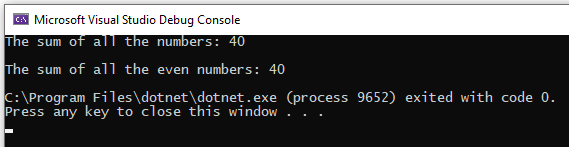 Microsoft Visual Studio Debug Console
The sum of all the numbers: 40
The sum of all the even numbers: 40
C:\Program Files\dotnet\dotnet.exe (process 9652) exited with code 0.
Press any key to close this window . . .